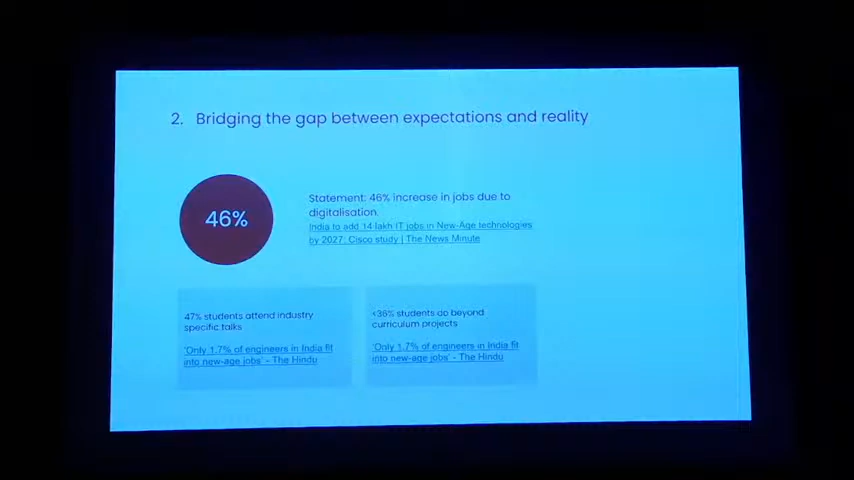 2. Bridging the gap between expectations and reality
46%
Statement: 46% increase in jobs due to
digitalisation.
India to add 14 lakh IT jobs in New-Age technologies
by 2027: Cisco study | The News Minute
47% students attend industry
specific talks
'Only 1.7% of engineers in India fit
into new-age jobs' - The Hindu
<36% students do beyond
curriculum projects
'Only 1.7% of engineers in India fit
into new-age jobs' - The Hindu